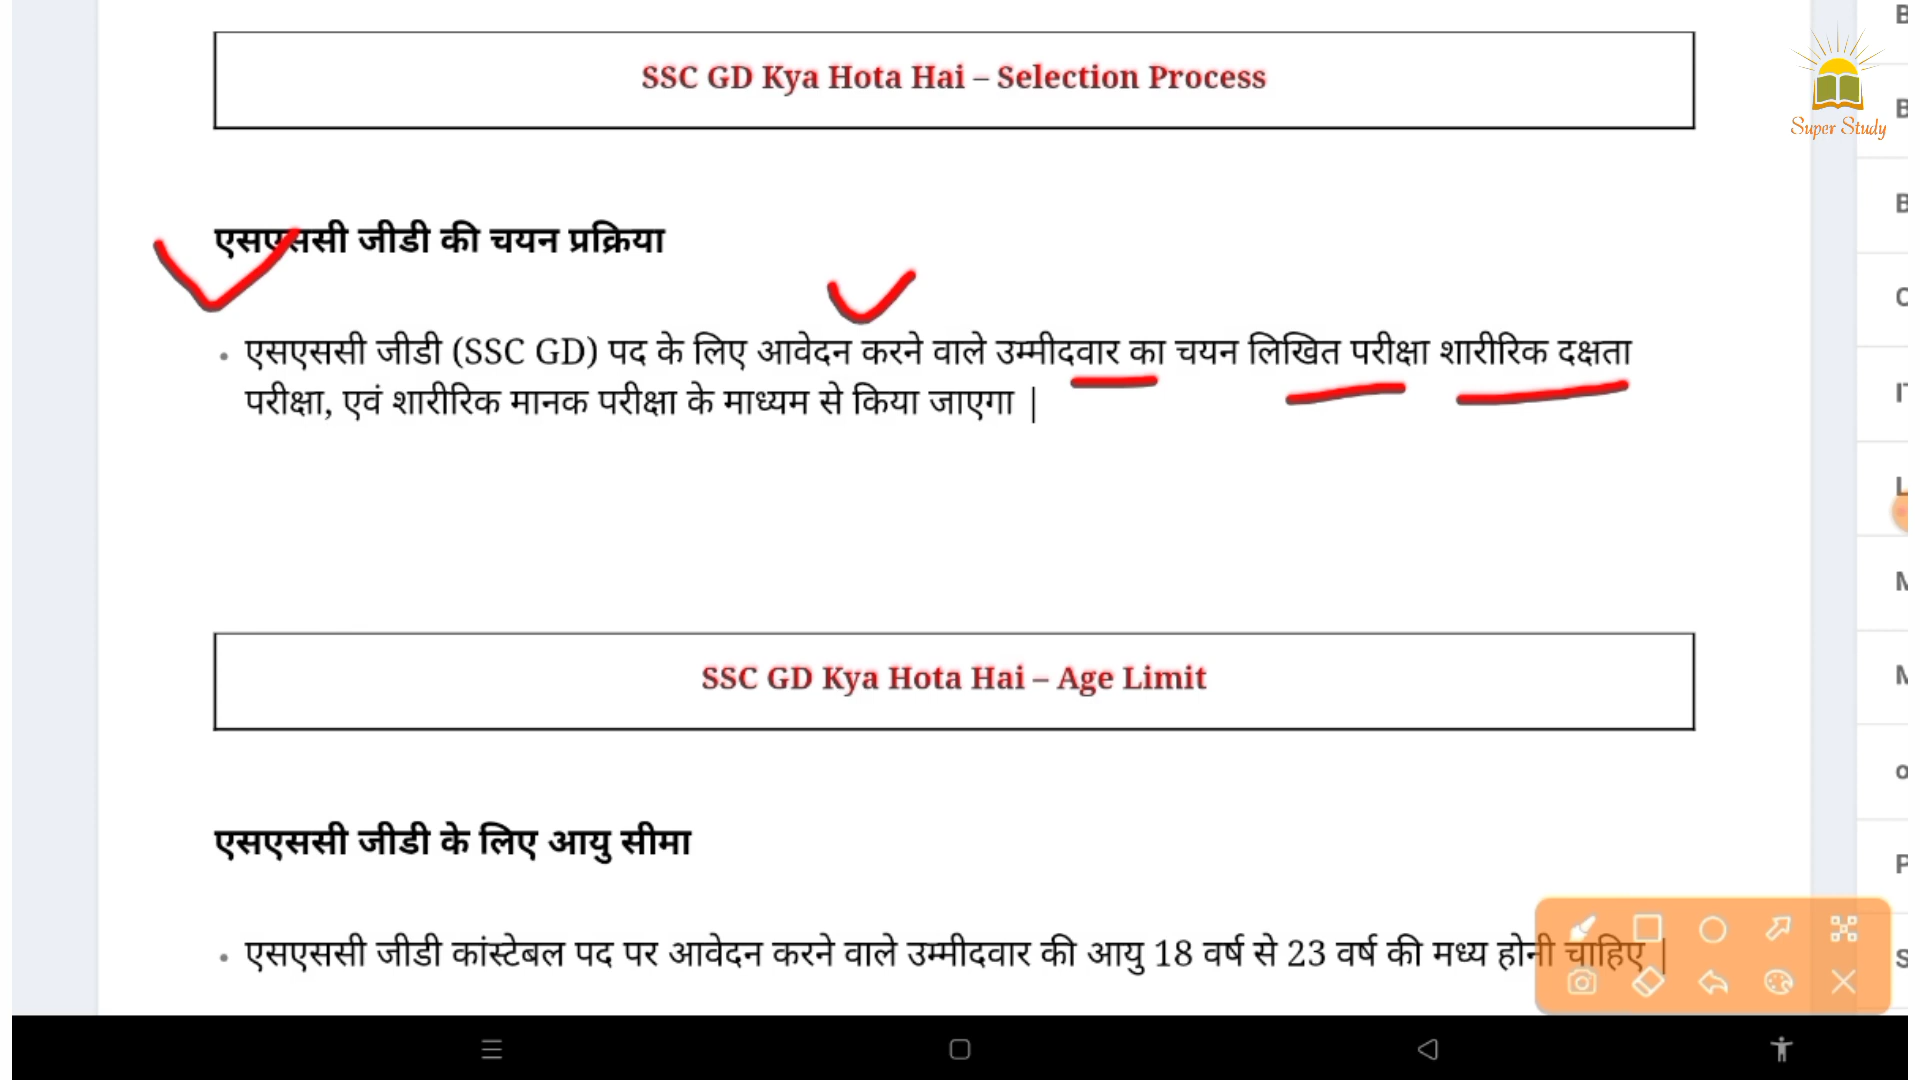 SSC GD Kya Hota Hai – Selection Process
Super Study
एसएससी जीडी की चयन प्रक्रिया
एसएससी जीडी (SSC GD) पद के लिए आवेदन करने वाले उम्मीदवार का चयन लिखित परीक्षा शारीरिक दक्षता
परीक्षा, एवं शारीरिक मानक परीक्षा के माध्यम से किया जाएगा |
SSC GD Kya Hota Hai – Age Limit
एसएससी जीडी के लिए आयु सीमा
एसएससी जीडी कांस्टेबल पद पर आवेदन करने वाले उम्मीदवार की आयु 18 वर्ष से 23 वर्ष की मध्य होनी चाहिए |